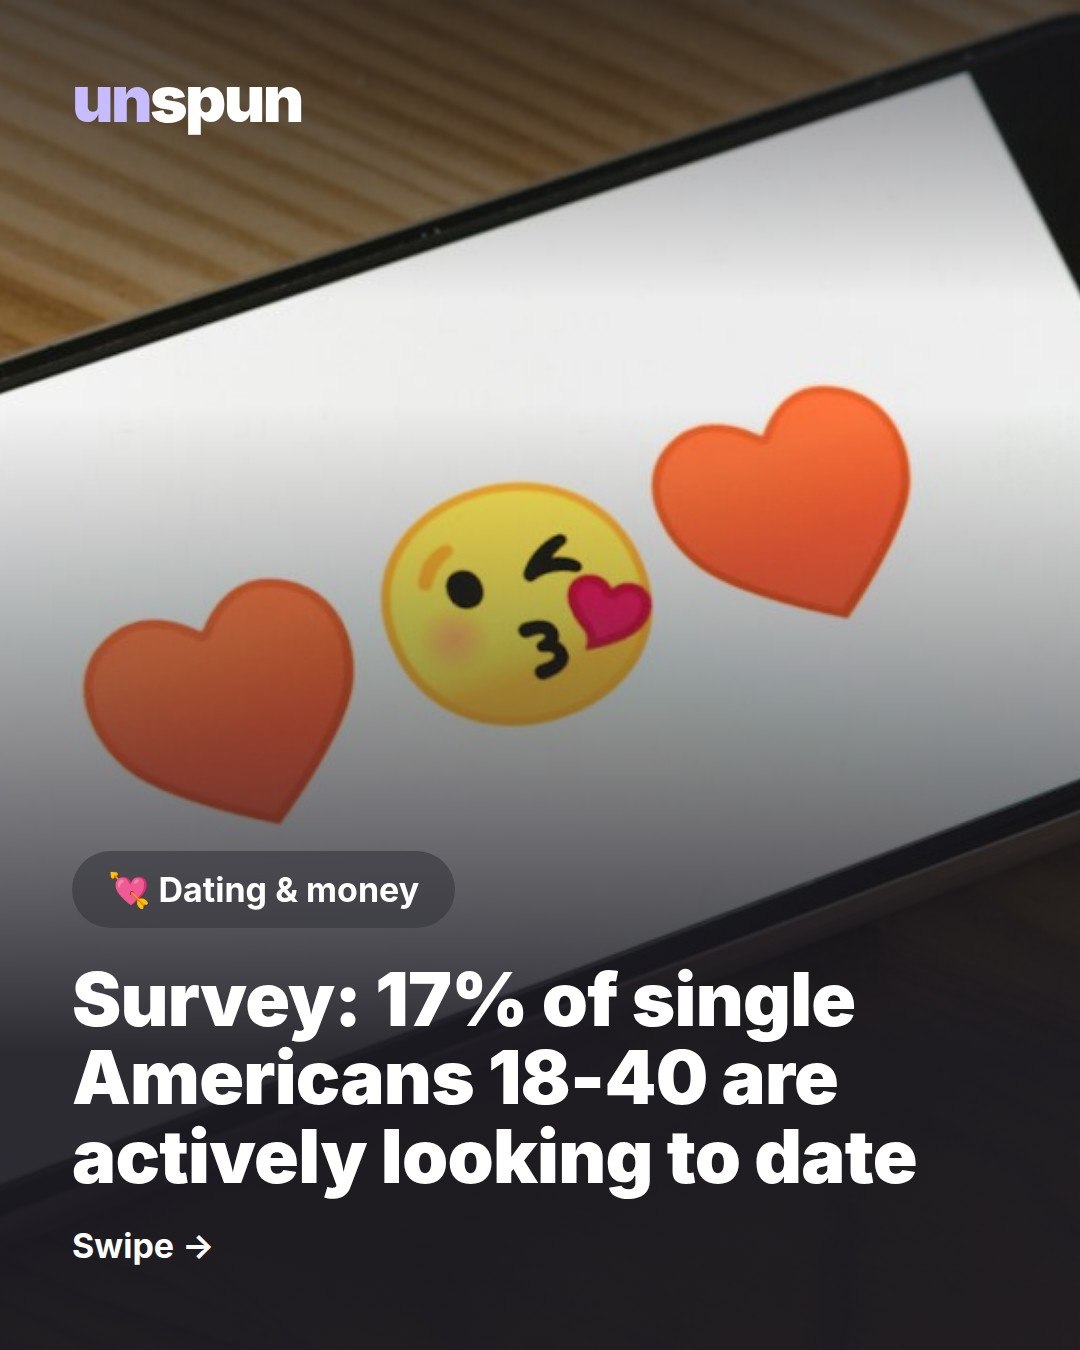 unspun
💘 Dating & money
Survey: 17% of single
Americans 18-40 are
actively looking to date
Swipe →